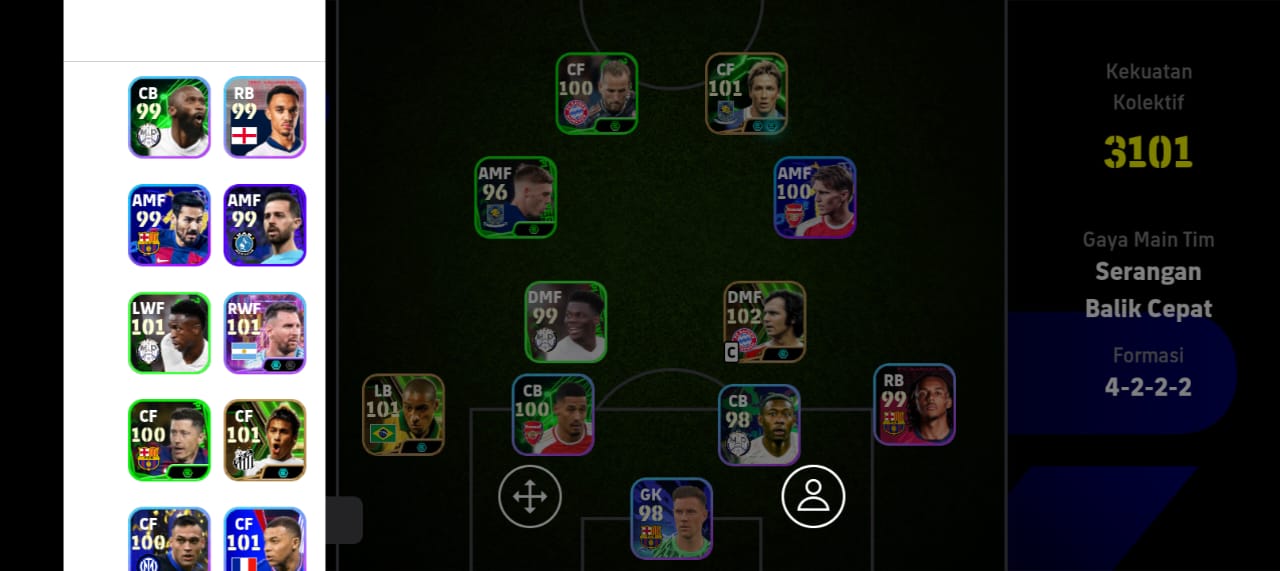 CB
99
RB
99
AMF
99
AMF
99
LWF
101
RWF
101
CF
100
CF
101
CF
100
CF
101
CF
100
CF
101
AMF
96
AMF
100
DMF
99
DMF
102
C
LB
101
CB
100
CB
98
RB
99
GK
98
Kekuatan
Kolektif
3101
Gaya Main Tim
Serangan
Balik Cepat
Formasi
4-2-2-2